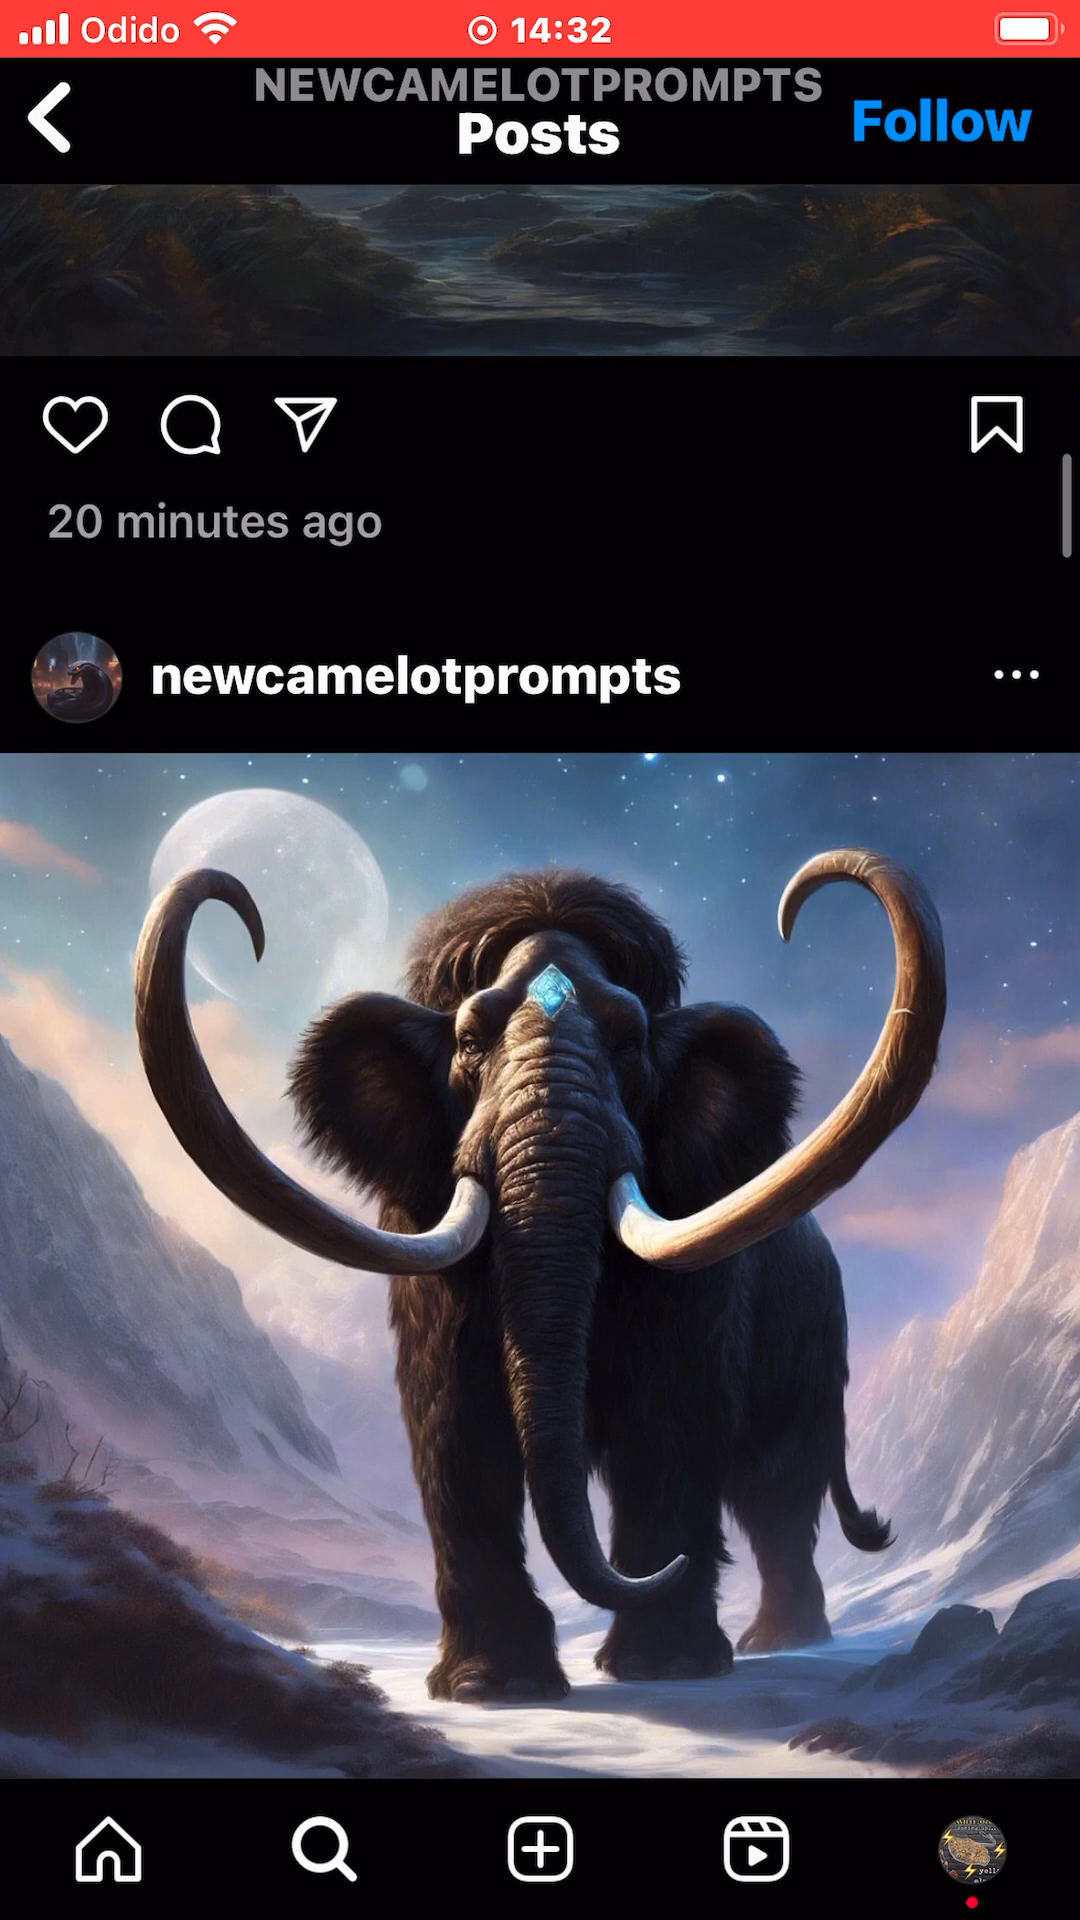 Odido 14:32
NEWCAMELOTPROMPTS
Posts
Follow
20 minutes ago
newcamelotprompts